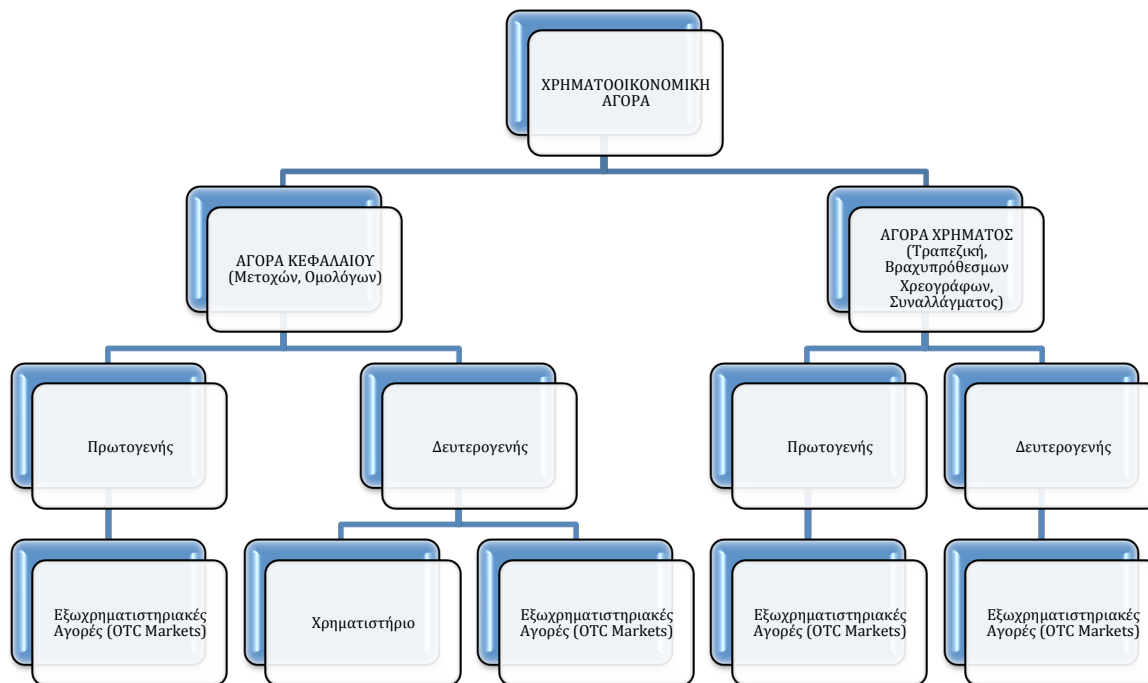 ΧΡΗΜΑΤΟΟΙΚΟΝΟΜΙΚΗ
ΑΓΟΡΑ
ΑΓΟΡΑ ΚΕΦΑΛΑΙΟΥ
(Μετοχών, Ομολόγων)
ΑΓΟΡΑ ΧΡΗΜΑΤΟΣ
(Τραπεζική,
Βραχυπρόθεσμων
Χρεογράφων,
Συναλλάγματος)
Πρωτογενής
Δευτερογενής
Πρωτογενής
Δευτερογενής
Εξωχρηματιστηριακές
Αγορές (OTC Markets)
Χρηματιστήριο
Εξωχρηματιστηριακές
Αγορές (OTC Markets)
Εξωχρηματιστηριακές
Αγορές (OTC Markets)
Εξωχρηματιστηριακές
Αγορές (OTC Markets)